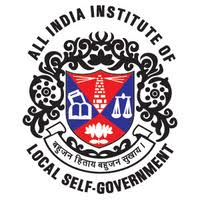 ALL INDIA INSTITUTE OF
बहुजन हिताय बहुजन सुखाय ।
LOCAL SELF-GOVERNMENT